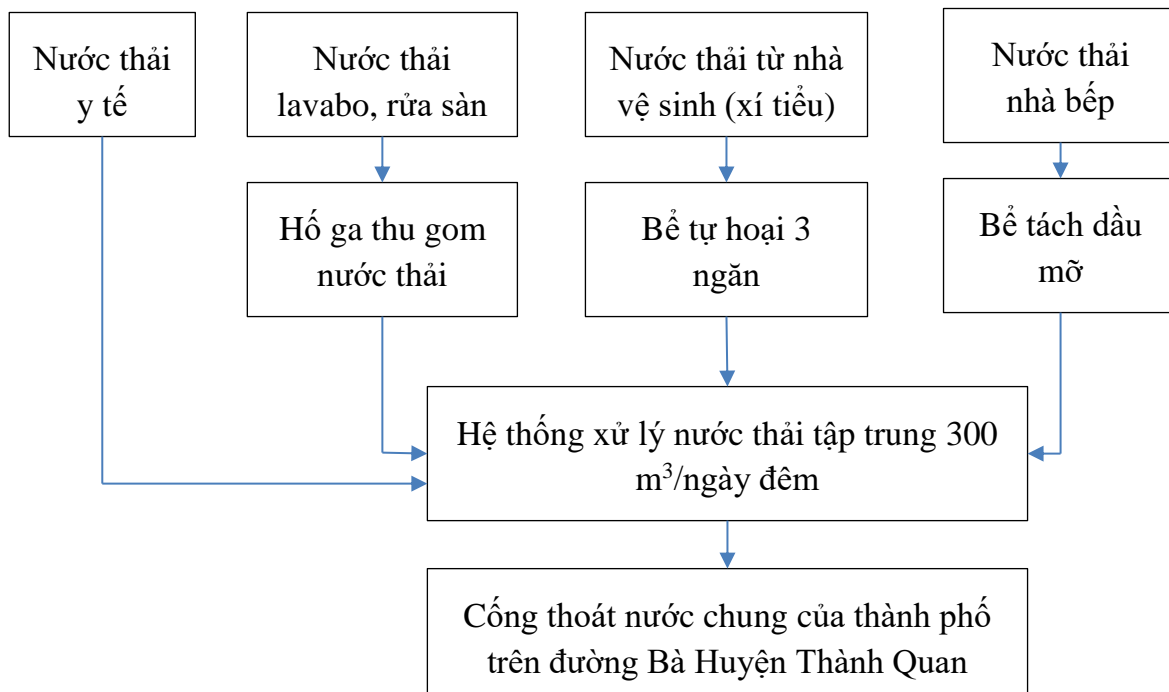 Nước thải
y tế
Nước thải
lavabo, rửa sàn
Nước thải từ nhà
vệ sinh (xí tiểu)
Nước thải
nhà bếp
Hố ga thu gom
nước thải
Bể tự hoại 3
ngăn
Bể tách dầu
mỡ
Hệ thống xử lý nước thải tập trung 300
m³/ngày đêm
Cống thoát nước chung của thành phố
trên đường Bà Huyện Thành Quan